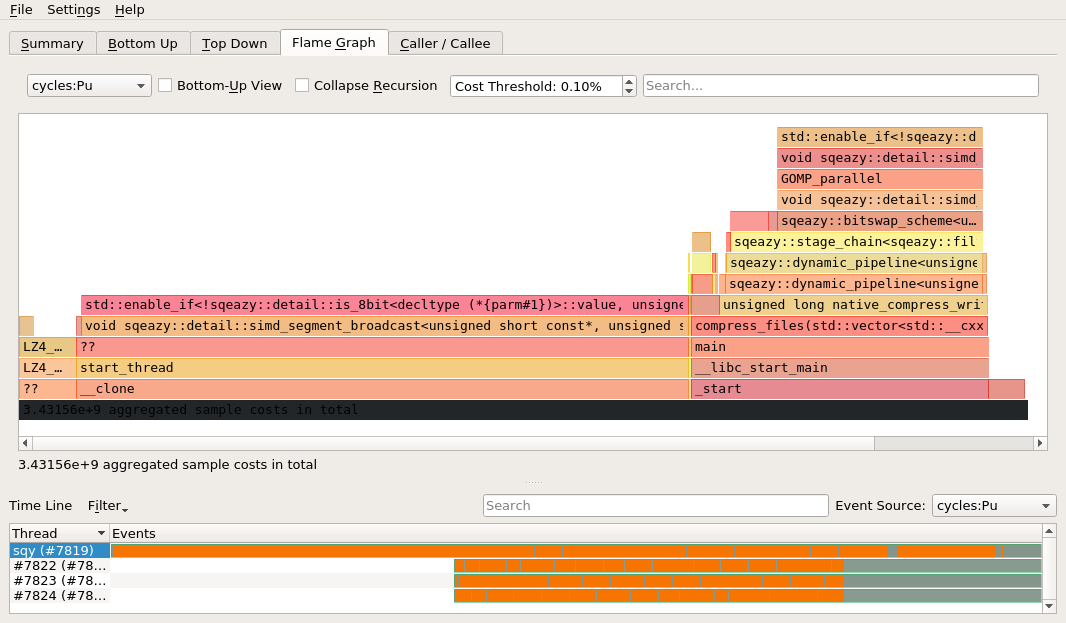 File Settings Help
Summary Bottom Up Top Down Flame Graph Caller / Callee
cycles:Pu Bottom-Up View Collapse Recursion Cost Threshold: 0.10% Search...
std::enable_if<!sqeazy::d
void sqeazy::detail::simd
GOMP_parallel
void sqeazy::detail::simd
sqeazy::bitswap_scheme<u...
sqeazy::stage_chain<sqeazy::fil
sqeazy::dynamic_pipeline<unsigne
sqeazy::dynamic_pipeline<unsigne
std::enable_if<!sqeazy::detail::is_8bit<decltype (*{parm#1})>::value, unsigne unsigned long native_compress_wri
void sqeazy::detail::simd_segment_broadcast<unsigned short const*, unsigned s compress_files(std::vector<std::__cxx
LZ4_... ?? main
LZ4_... start_thread __libc_start_main
?? __clone _start
3.43156e+9 aggregated sample costs in total
3.43156e+9 aggregated sample costs in total
Time Line Filter Search Event Source: cycles:Pu
Thread Events
sqy (#7819)
#7822 (#78...
#7823 (#78...
#7824 (#78...